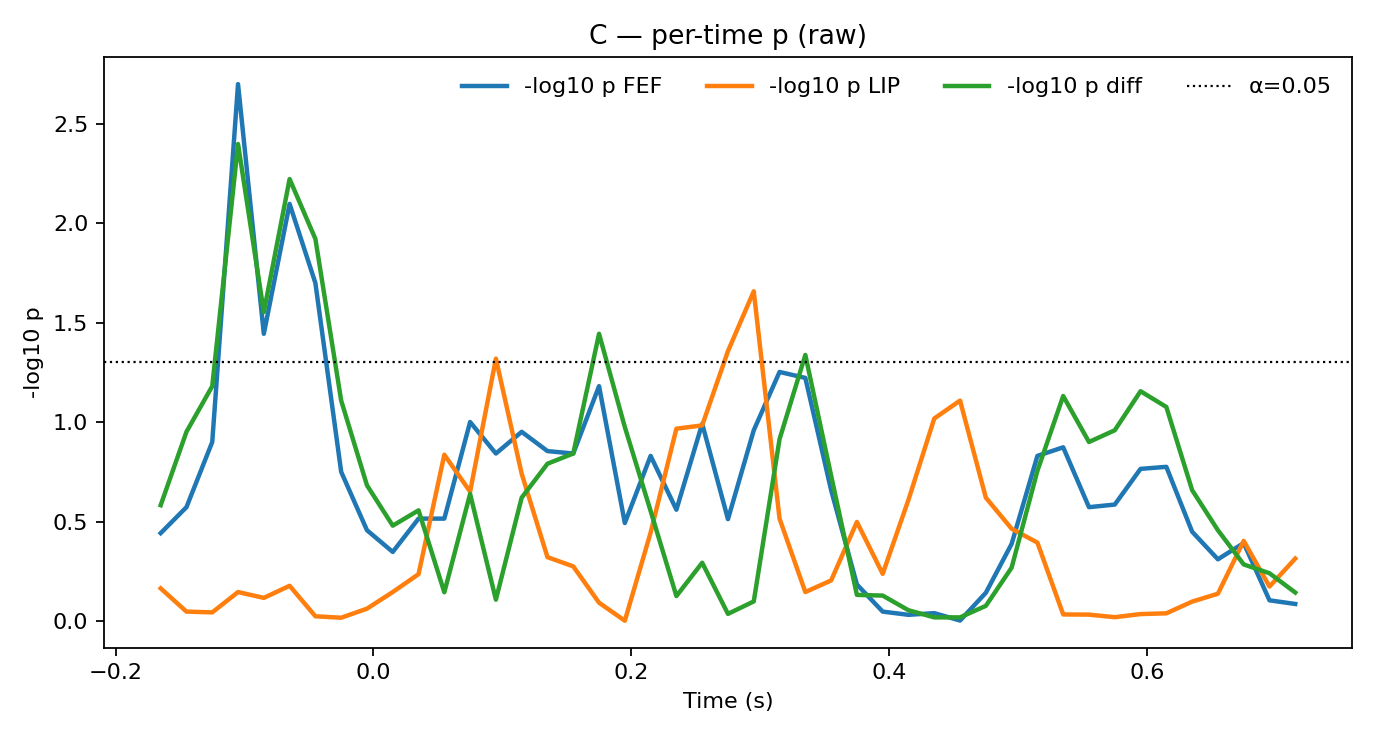 C — per-time p (raw)
-log10 p FEF
-log10 p LIP
-log10 p diff
α=0.05
-log10 p
2.5
2.0
1.5
1.0
0.5
0.0
−0.2
0.0
0.2
0.4
0.6
Time (s)